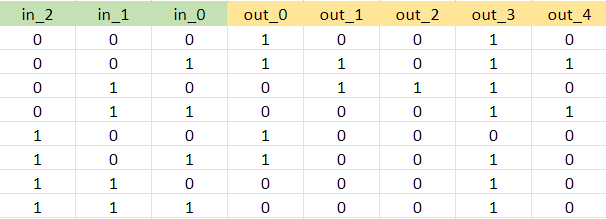 in_2 in_1 in_0 out_0 out_1 out_2 out_3 out_4
0 0 0 1 0 0 1 0
0 0 1 1 1 0 1 1
0 1 0 0 1 1 1 0
0 1 1 0 0 0 1 1
1 0 0 1 0 0 0 0
1 0 1 1 0 0 1 0
1 1 0 0 0 0 1 0
1 1 1 0 0 0 1 0